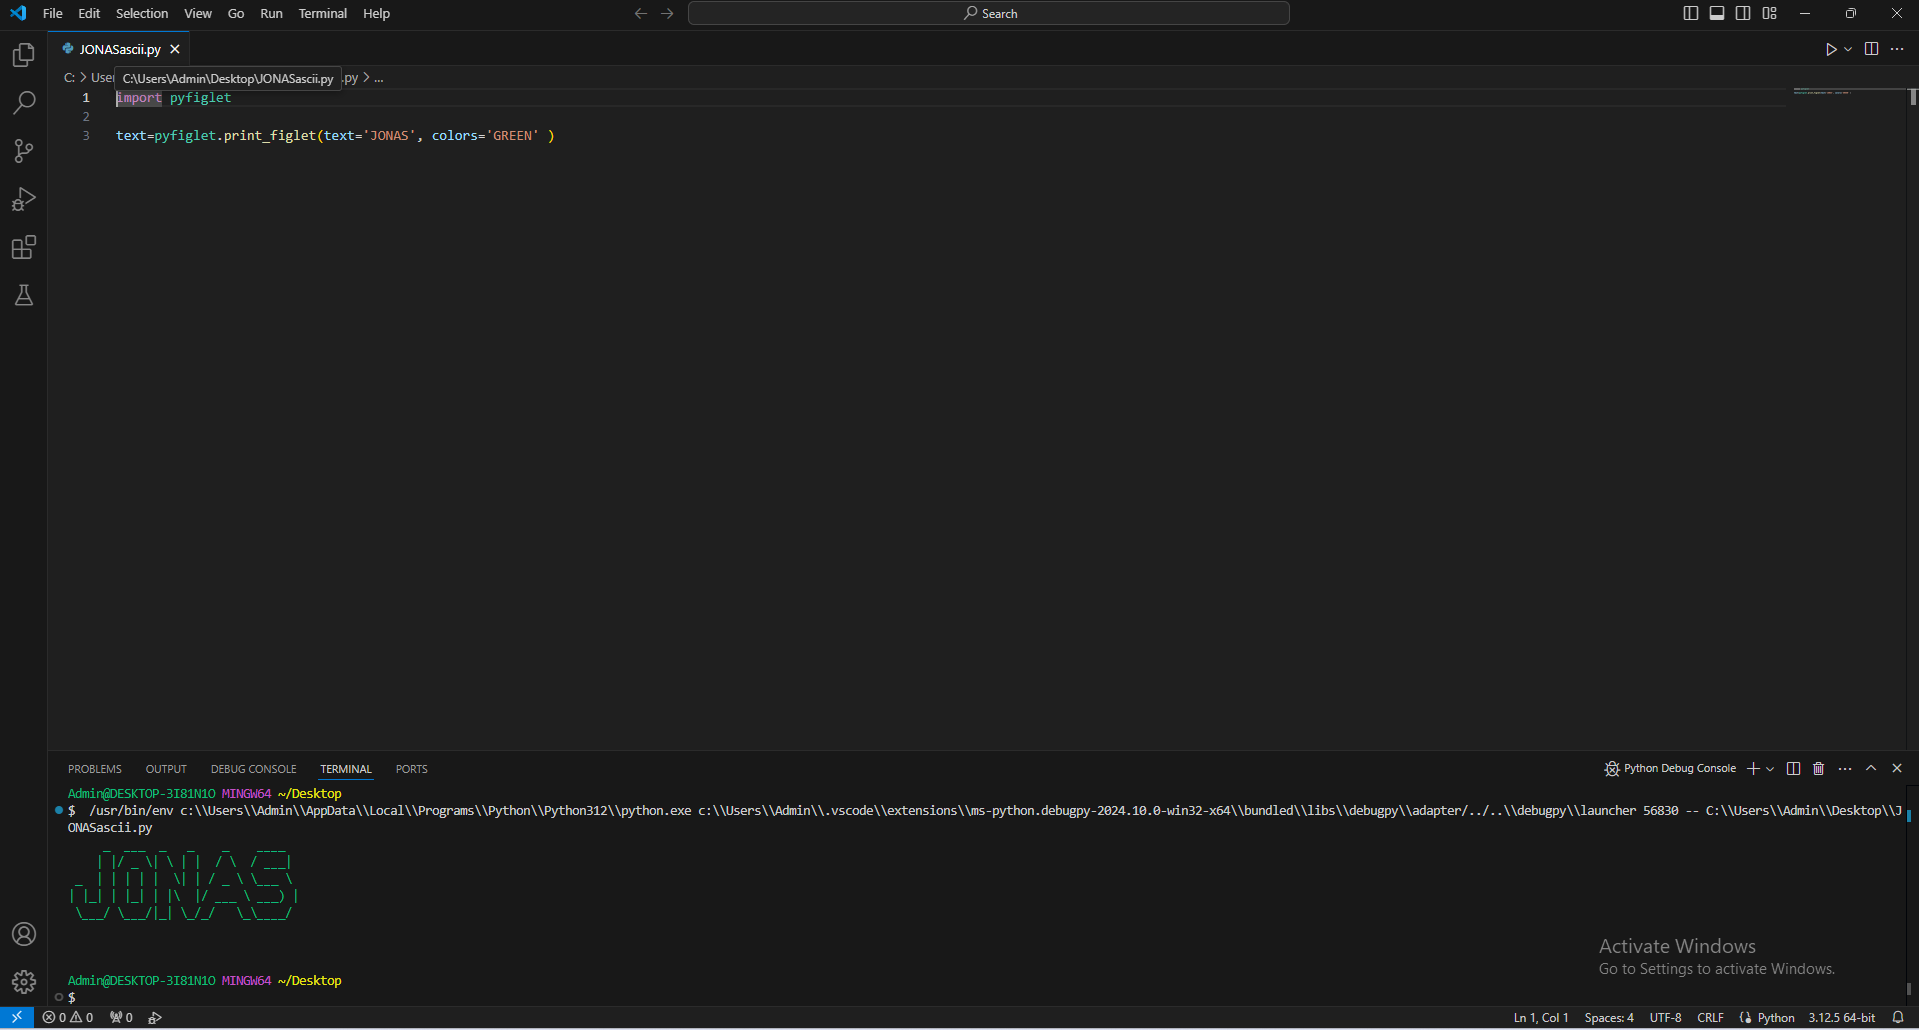 File Edit Selection View Go Run Terminal Help
Search
JONASascii.py
C: > User C:\Users\Admin\Desktop\JONASascii.py .py > ...
1 import pyfiglet
2
3 text=pyfiglet.print_figlet(text='JONAS', colors='GREEN' )
PROBLEMS OUTPUT DEBUG CONSOLE TERMINAL PORTS
Python Debug Console
Admin@DESKTOP-3I81N1O MINGW64 ~/Desktop
$ /usr/bin/env c:\\Users\\Admin\\AppData\\Local\\Programs\\Python\\Python312\\python.exe c:\\Users\\Admin\\.vscode\\extensions\\ms-python.debugpy-2024.10.0-win32-x64\\bundled\\libs\\debugpy\\adapter/../..\\debugpy\\launcher 56830 -- C:\\Users\\Admin\\Desktop\\J
ONASascii.py
JONAS
Admin@DESKTOP-3I81N1O MINGW64 ~/Desktop
$
Activate Windows
Go to Settings to activate Windows.
0 0 0 Ln 1, Col 1 Spaces: 4 UTF-8 CRLF Python 3.12.5 64-bit